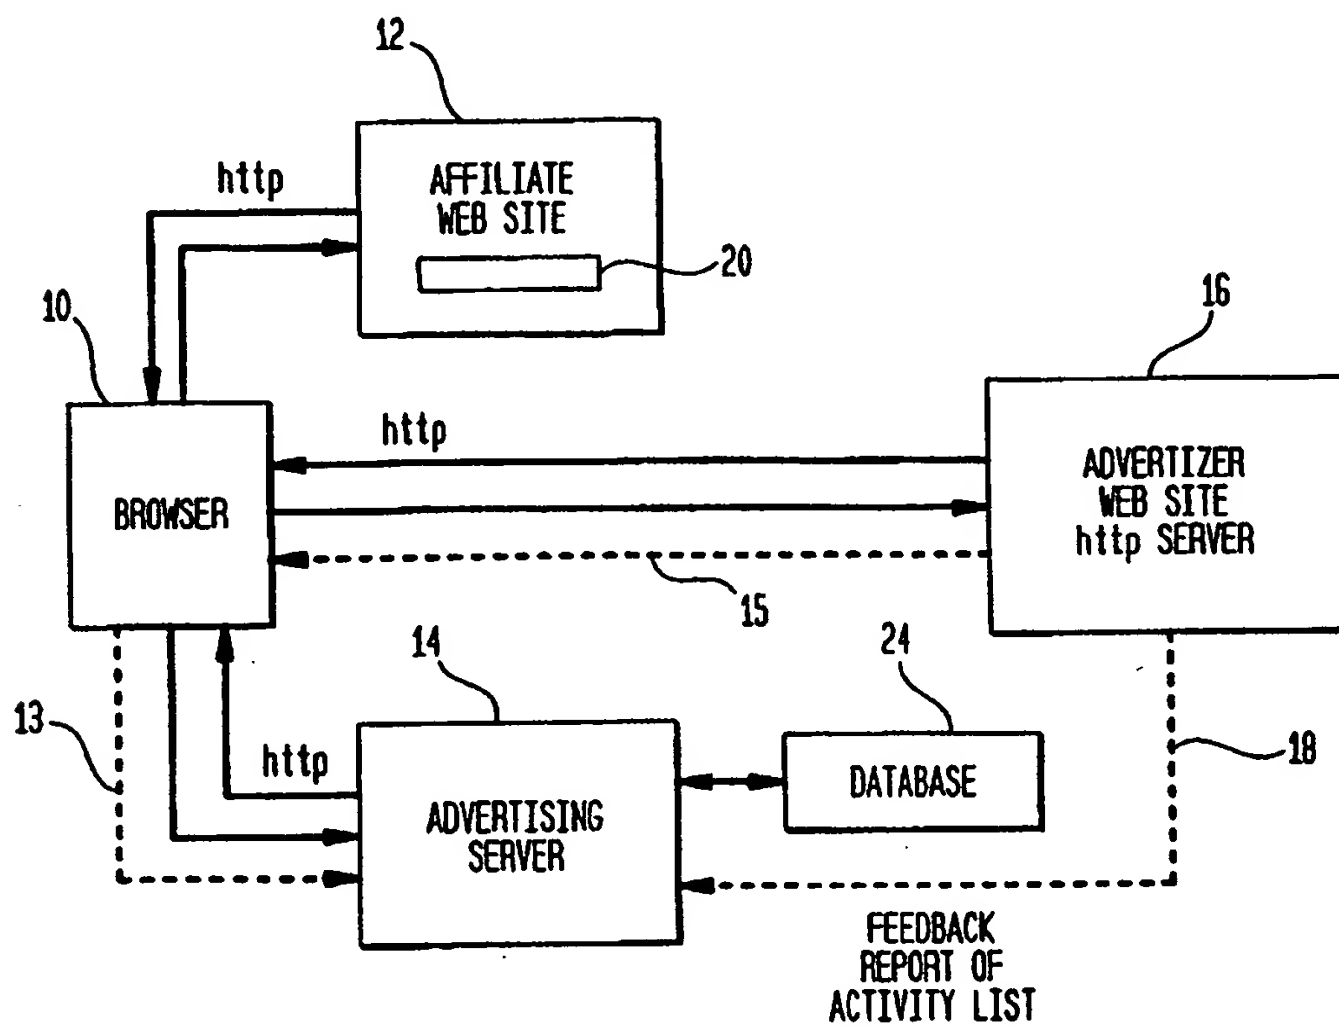 12
http
AFFILIATE
WEB SITE
20
10
16
http
BROWSER
ADVERTIZER
WEB SITE
http SERVER
15
14
24
13
http
18
DATABASE
ADVERTISING
SERVER
FEEDBACK
REPORT OF
ACTIVITY LIST